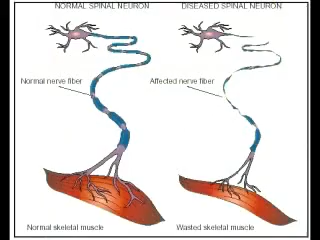 NORMAL SPINAL NEURON
DISEASED SPINAL NEURON
Normal nerve fiber
Affected nerve fiber
Normal skeletal muscle
Wasted skeletal muscle